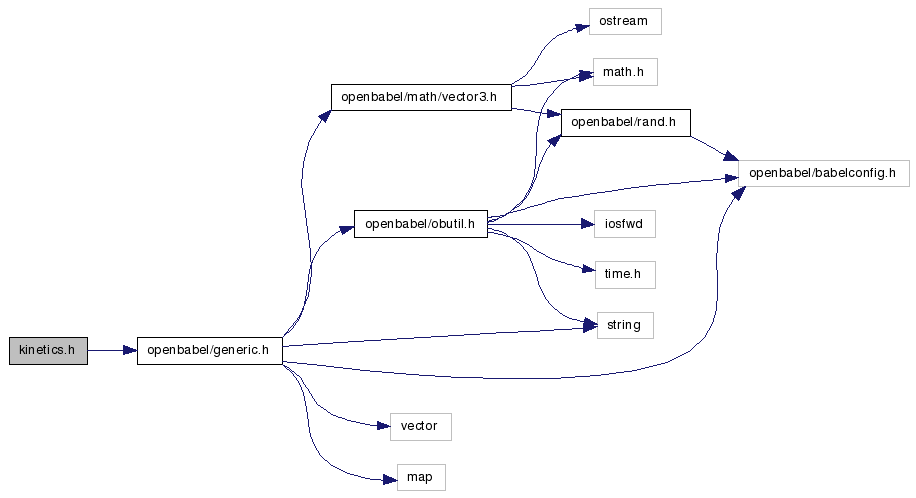 ostream
math.h
openbabel/math/vector3.h
openbabel/rand.h
openbabel/babelconfig.h
openbabel/obutil.h
iosfwd
time.h
string
kinetics.h
openbabel/generic.h
vector
map